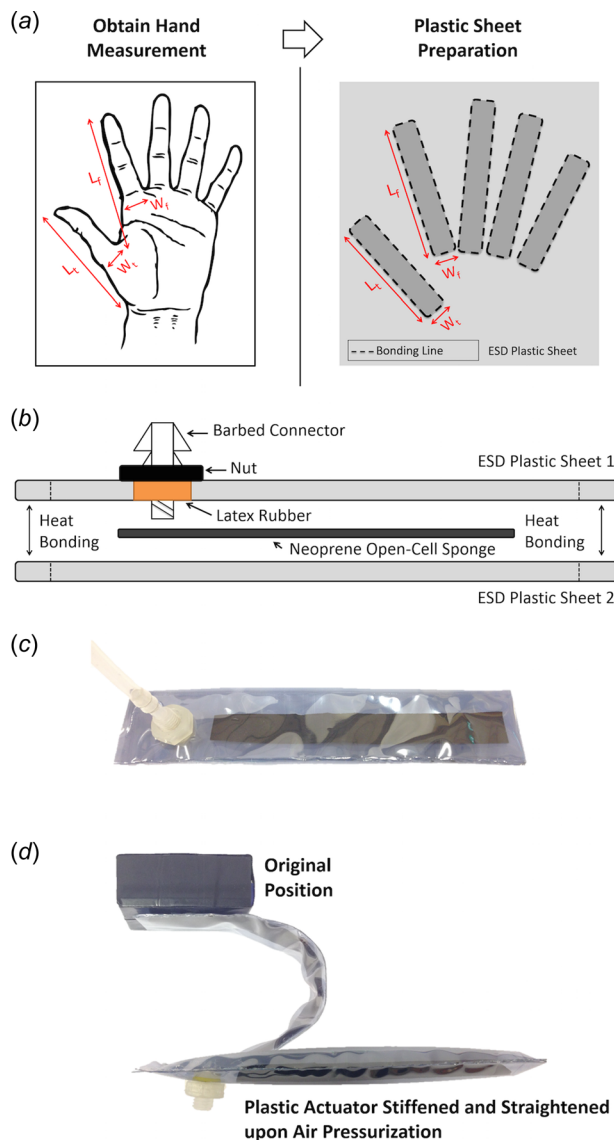 (a)
Obtain Hand
Measurement
Plastic Sheet
Preparation
Lf
Wf
Wt
Lt
Lf
Wf
Lt
Wt
Bonding Line
ESD Plastic Sheet
(b)
Barbed Connector
ESD Plastic Sheet 1
Nut
Heat
Bonding
Latex Rubber
Heat
Bonding
Neoprene Open-Cell Sponge
ESD Plastic Sheet 2
(c)
(d)
Original
Position
Plastic Actuator Stiffened and Straightened
upon Air Pressurization